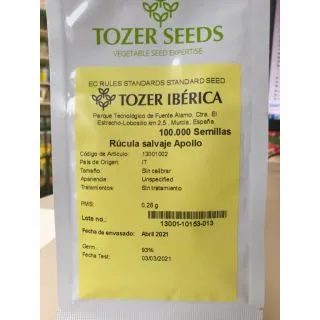 TOZER SEEDS
VEGETABLE SEED EXPERTISE
EC RULES STANDARDS STANDARD SEED
TOZER IBÉRICA
Parque Tecnológico de Fuente Álamo, Ctra. El
Estrecho-Lobosillo km 2,5 , Murcia, España
100.000 Semillas
Rúcula salvaje Apollo
Código de Artículo: 13001002
País de Origen: IT
Tamaño: Sin calibrar
Apariencia: Unspecified
Tratamientos: Sin tratamiento
PMS: 0,26 g
Lote no.:
13001-10153-013
Fecha de envasado: Abril 2021
Germ.: 93%
Fecha Test: 03/03/2021